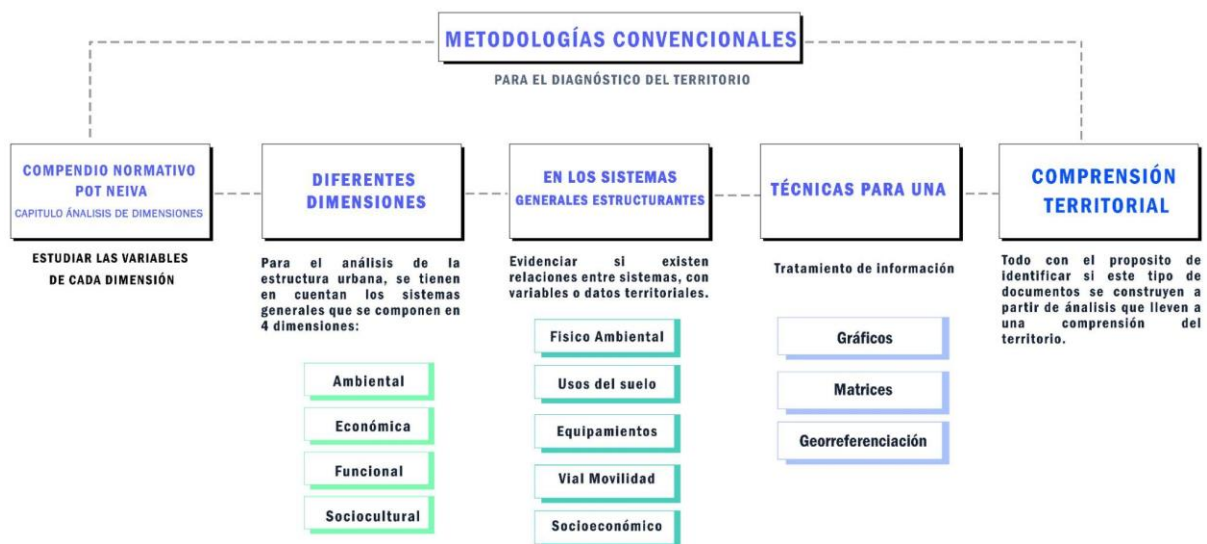 METODOLOGÍAS CONVENCIONALES
PARA EL DIAGNÓSTICO DEL TERRITORIO
COMPENDIO NORMATIVO
POT NEIVA
CAPITULO ÁNALISIS DE DIMENSIONES
ESTUDIAR LAS VARIABLES
DE CADA DIMENSIÓN
DIFERENTES
DIMENSIONES
Para el análisis de la
estructura urbana, se tienen
en cuentan los sistemas
generales que se componen en
4 dimensiones:
Ambiental
Económica
Funcional
Sociocultural
EN LOS SISTEMAS
GENERALES ESTRUCTURANTES
Evidenciar si existen
relaciones entre sistemas, con
variables o datos territoriales.
Fisico Ambiental
Usos del suelo
Equipamientos
Vial Movilidad
Socioeconómico
TÉCNICAS PARA UNA
Tratamiento de información
Gráficos
Matrices
Georreferenciación
COMPRENSIÓN
TERRITORIAL
Todo con el proposito de
identificar si este tipo de
documentos se construyen a
partir de ánalisis que lleven a
una comprensión del
territorio.